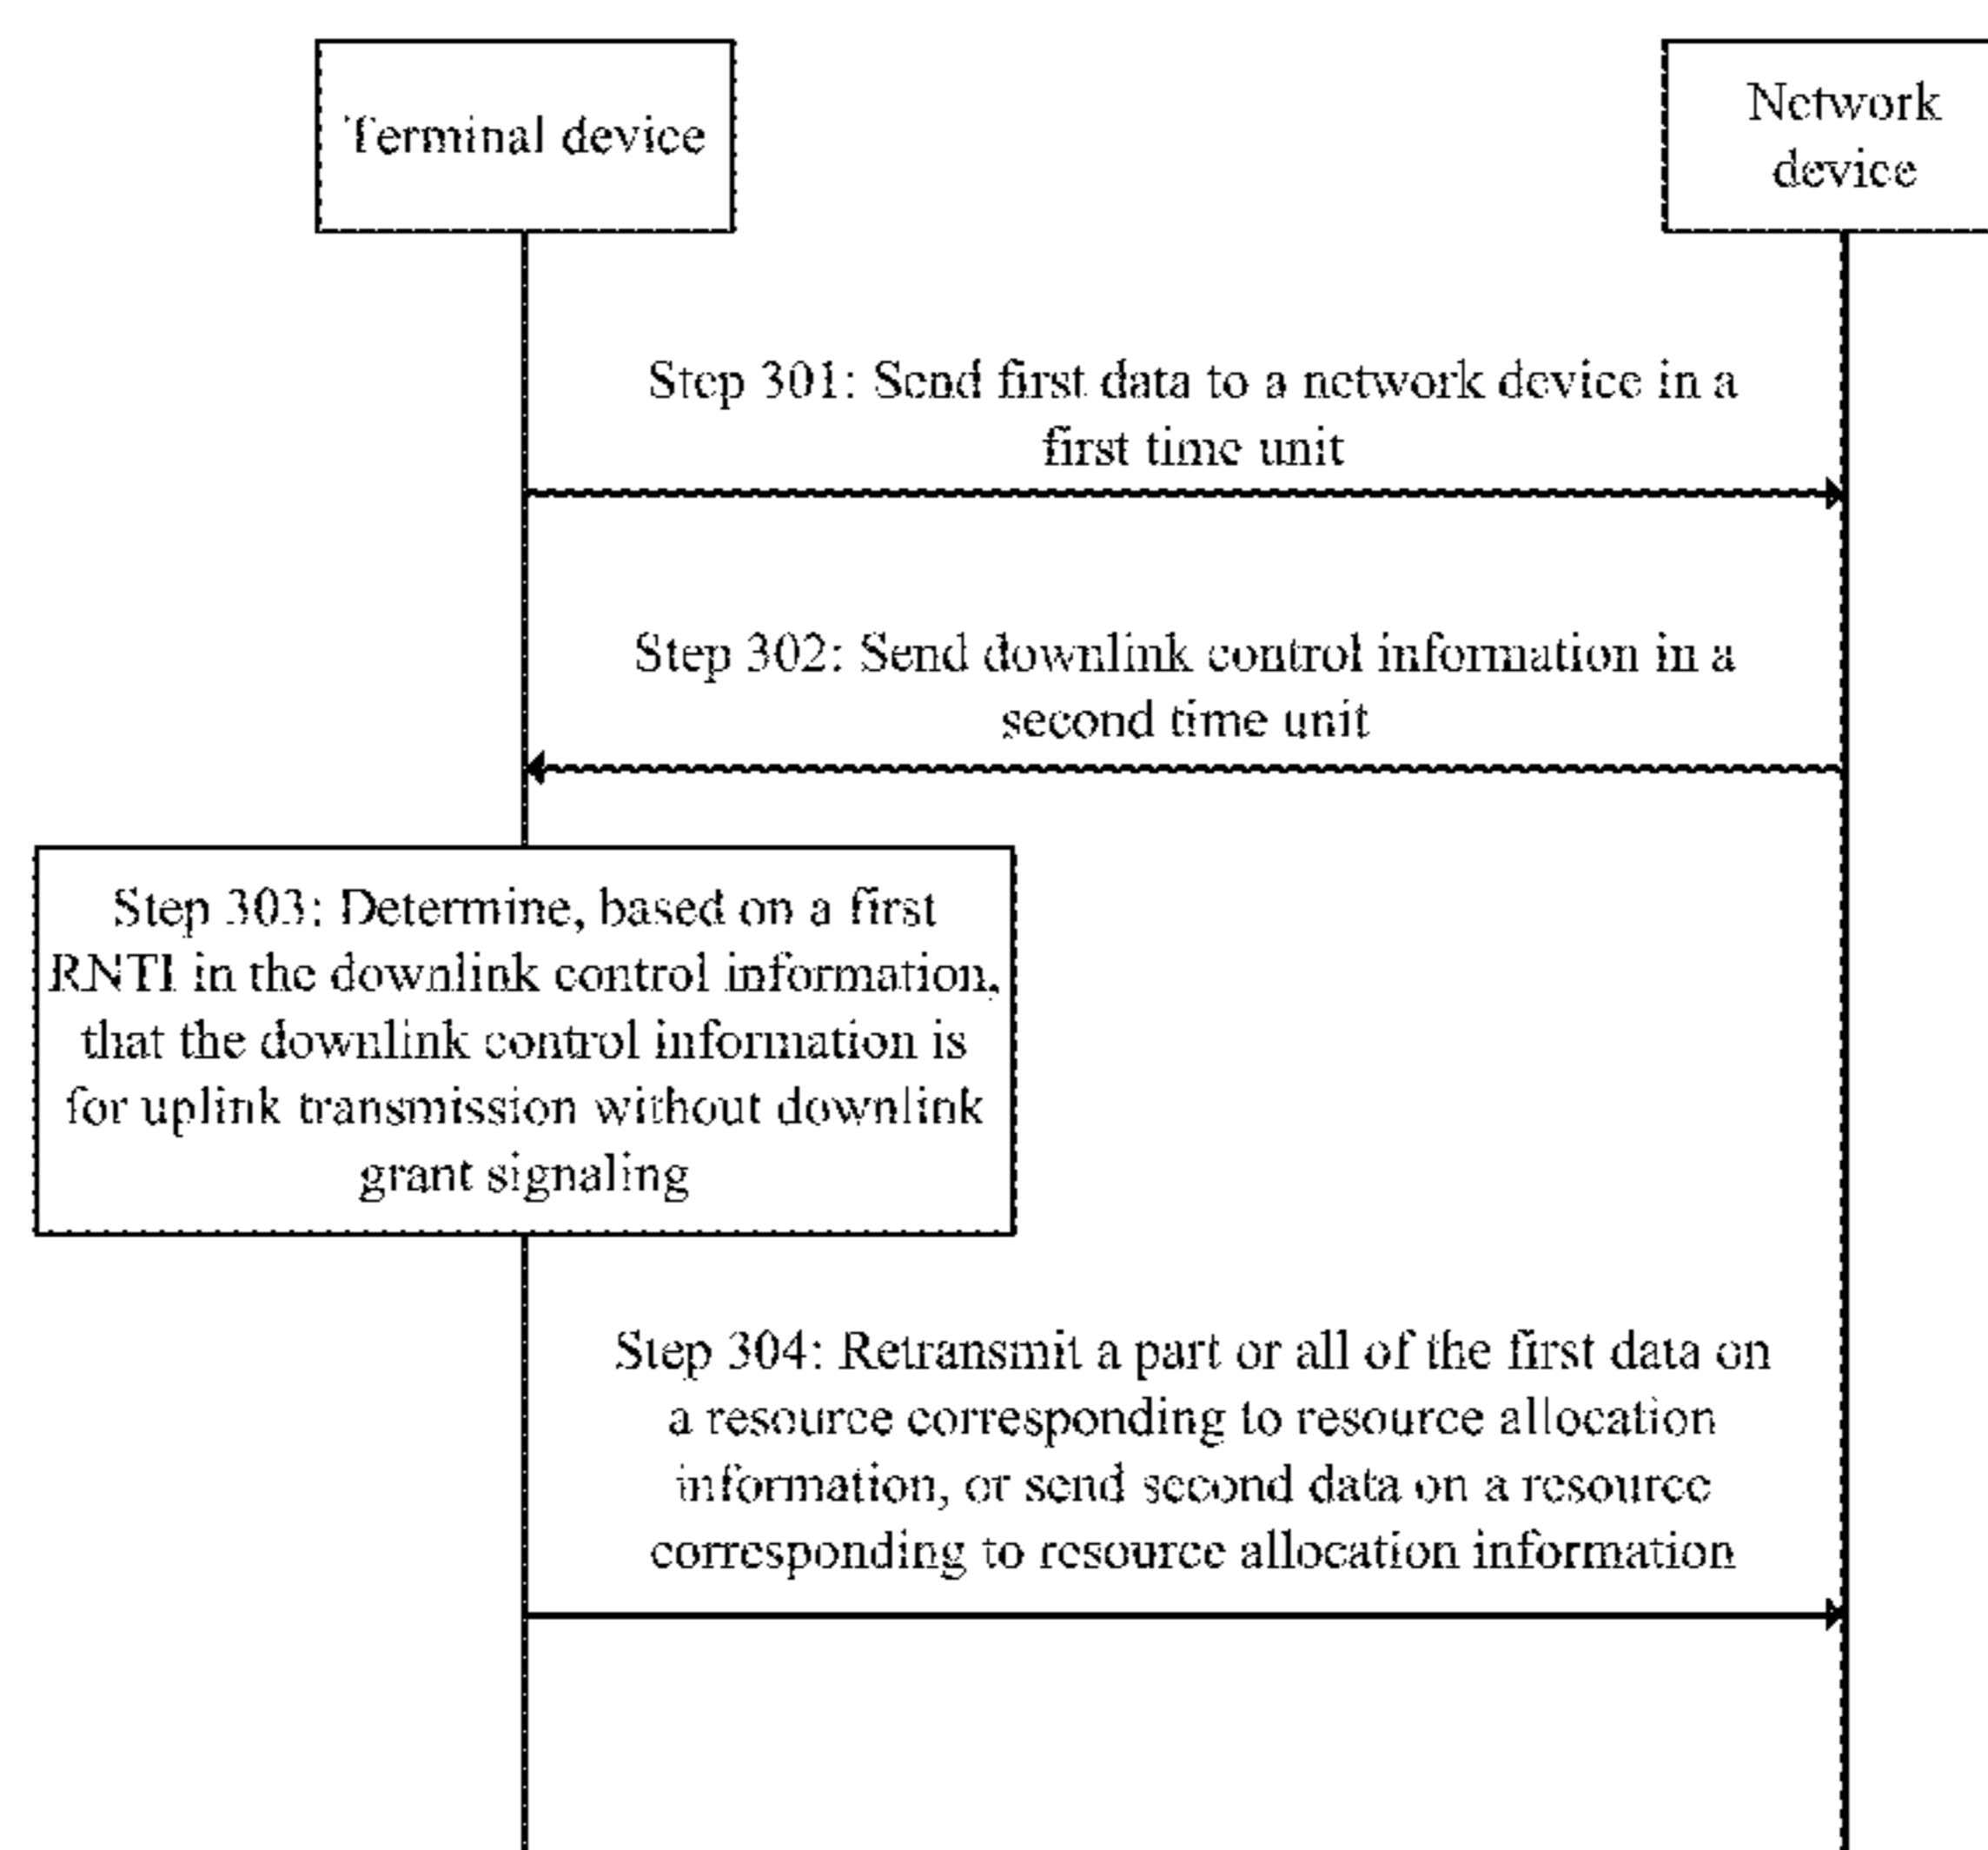 Terminal device
Network
device
Step 301: Send first data to a network device in a
first time unit
Step 302: Send downlink control information in a
second time unit
Step 303: Determine, based on a first
RNTI in the downlink control information,
that the downlink control information is
for uplink transmission without downlink
grant signaling
Step 304: Retransmit a part or all of the first data on
a resource corresponding to resource allocation
information, or send second data on a resource
corresponding to resource allocation information